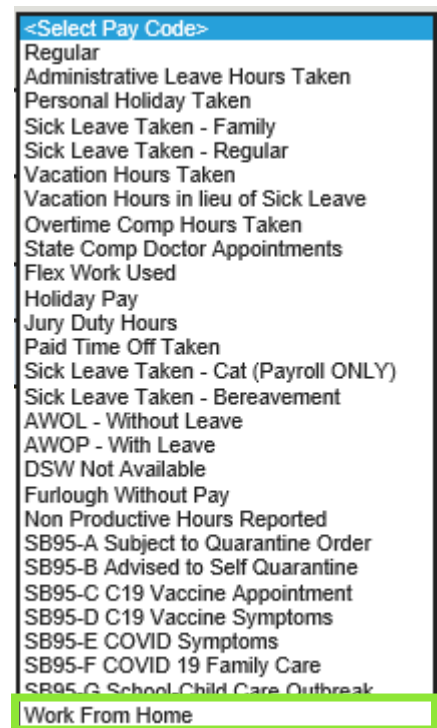 <Select Pay Code>
Regular
Administrative Leave Hours Taken
Personal Holiday Taken
Sick Leave Taken - Family
Sick Leave Taken - Regular
Vacation Hours Taken
Vacation Hours in lieu of Sick Leave
Overtime Comp Hours Taken
State Comp Doctor Appointments
Flex Work Used
Holiday Pay
Jury Duty Hours
Paid Time Off Taken
Sick Leave Taken - Cat (Payroll ONLY)
Sick Leave Taken - Bereavement
AWOL - Without Leave
AWOP - With Leave
DSW Not Available
Furlough Without Pay
Non Productive Hours Reported
SB95-A Subject to Quarantine Order
SB95-B Advised to Self Quarantine
SB95-C C19 Vaccine Appointment
SB95-D C19 Vaccine Symptoms
SB95-E COVID Symptoms
SB95-F COVID 19 Family Care
SB95-G School-Child Care Outbreak
Work From Home